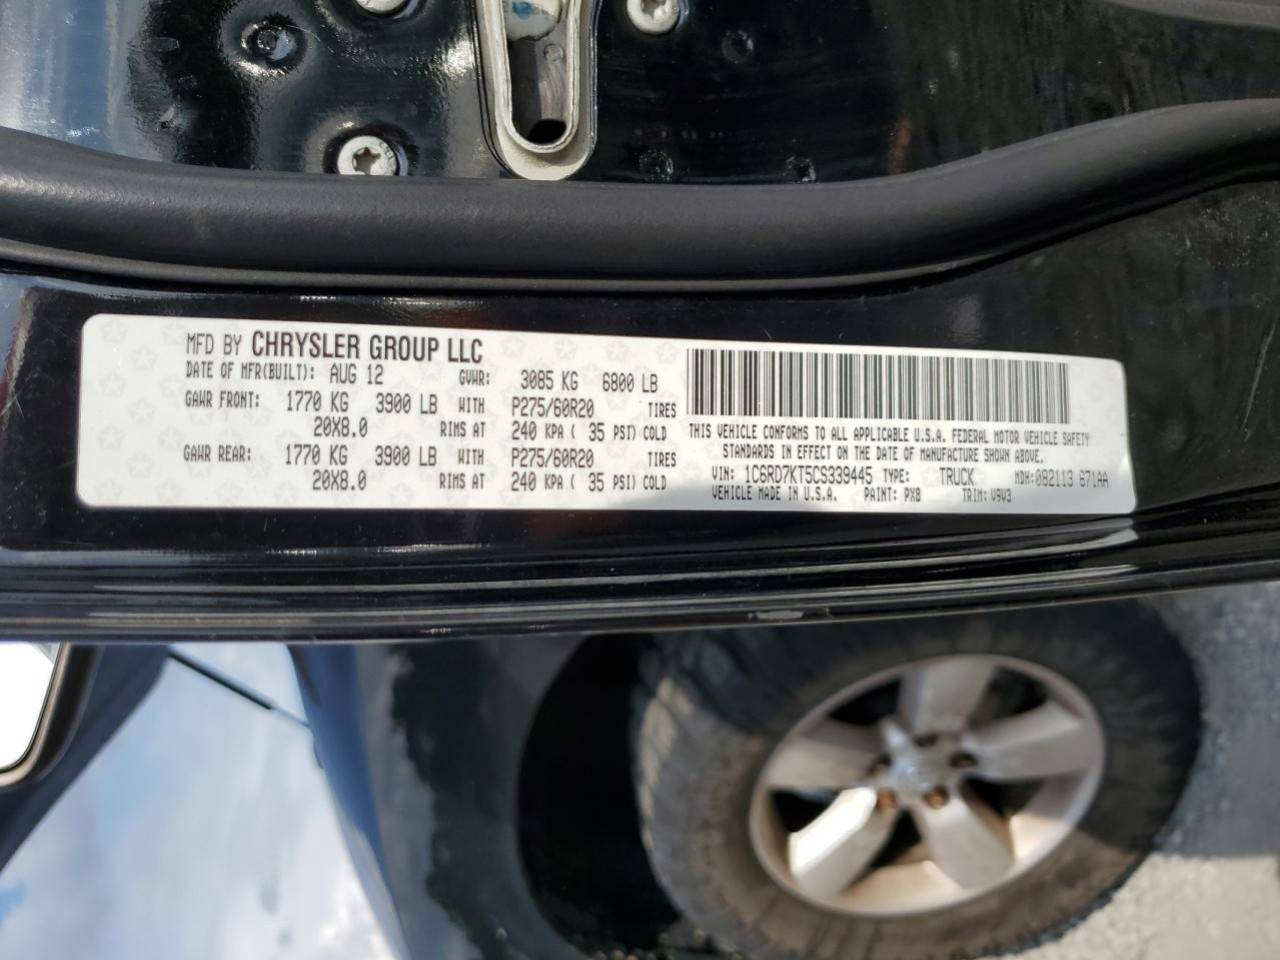 MFD BY CHRYSLER GROUP LLC
DATE OF MFR(BUILT): AUG 12 GVWR: 3085 KG 6800 LB
GAWR FRONT: 1770 KG 3900 LB WITH P275/60R20 TIRES
20X8.0 RIMS AT 240 KPA ( 35 PSI) COLD
GAWR REAR: 1770 KG 3900 LB WITH P275/60R20 TIRES
20X8.0 RIMS AT 240 KPA ( 35 PSI) COLD
THIS VEHICLE CONFORMS TO ALL APPLICABLE U.S.A. FEDERAL MOTOR VEHICLE SAFETY
STANDARDS IN EFFECT ON THE DATE OF MANUFACTURE SHOWN ABOVE.
VIN: 1C6RD7KT5CS339445 TYPE: TRUCK MDH:082113 671AA
VEHICLE MADE IN U.S.A. PAINT: PXB TRIM: V9V3